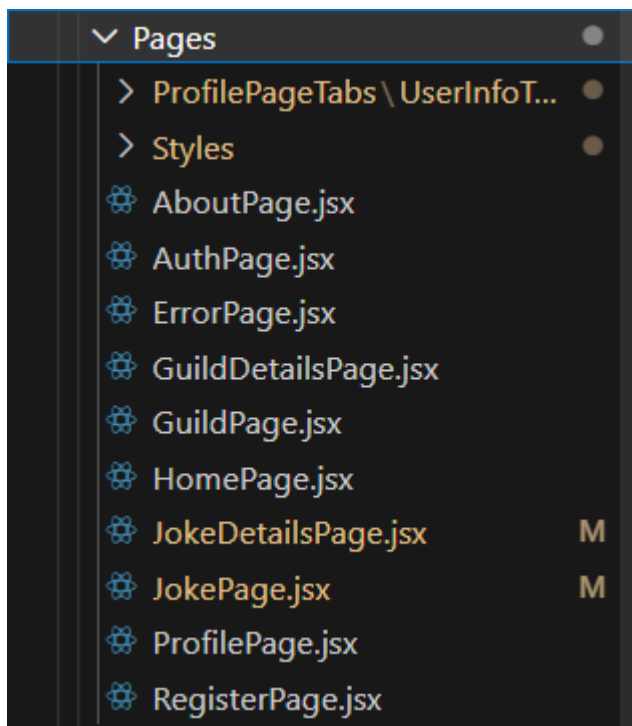 Pages
ProfilePageTabs\UserInfoT...
Styles
AboutPage.jsx
AuthPage.jsx
ErrorPage.jsx
GuildDetailsPage.jsx
GuildPage.jsx
HomePage.jsx
JokeDetailsPage.jsx M
JokePage.jsx M
ProfilePage.jsx
RegisterPage.jsx